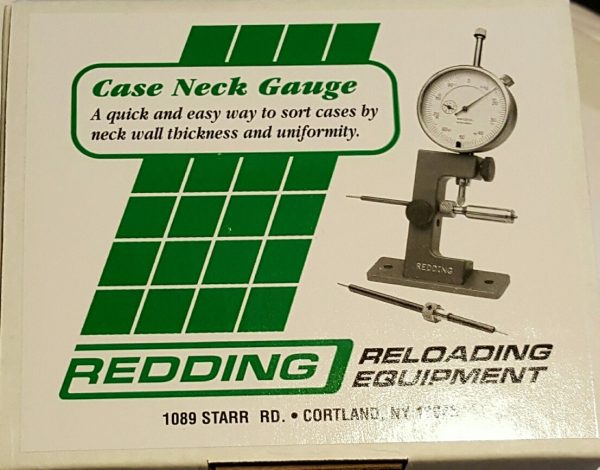 Case Neck Gauge
A quick and easy way to sort cases by
neck wall thickness and uniformity.
REDDING
REDDING
RELOADING
EQUIPMENT
1089 STARR RD. • CORTLAND, NY